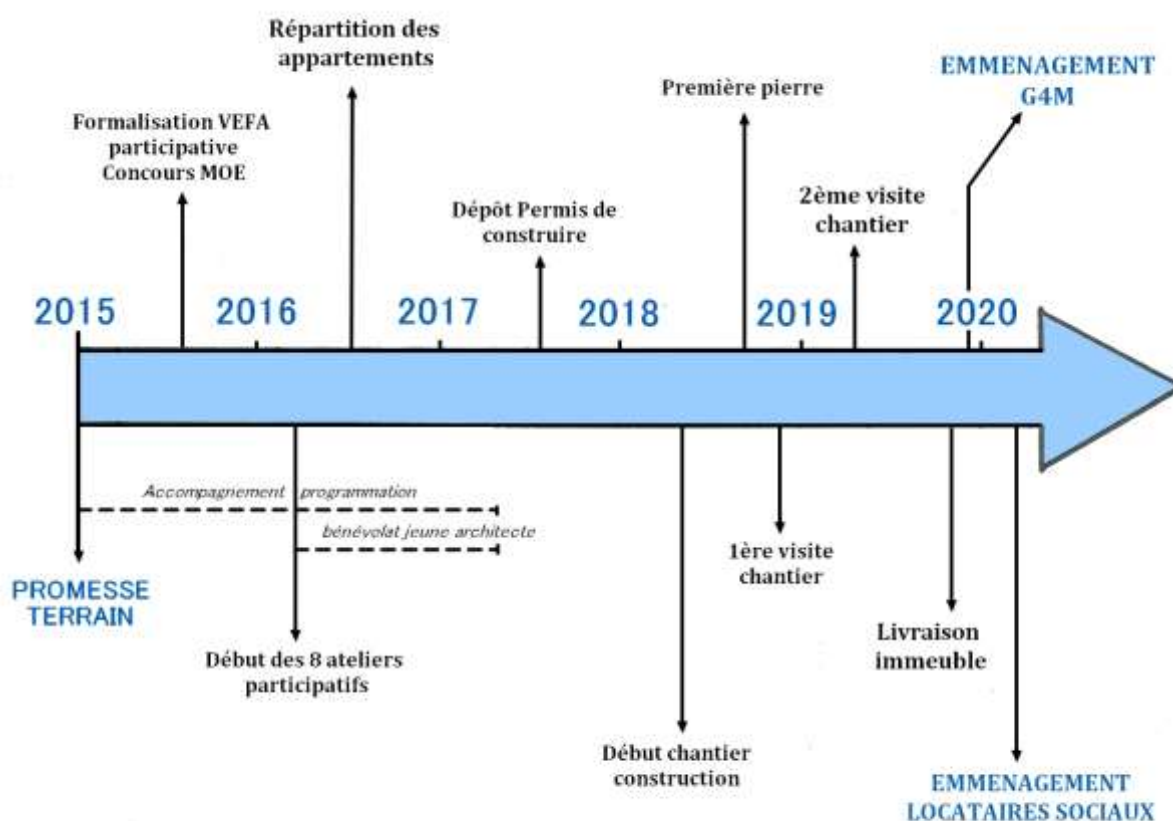 Répartition des
appartements
EMMENAGEMENT
G4M
Première pierre
Formalisation VEFA
participative
Concours MOE
2ème visite
chantier
Dépôt Permis de
construire
2015
2016
2017
2018
2019
2020
Accompagnement programmation
bénévolat jeune architecte
1ère visite
chantier
PROMESSE
TERRAIN
Livraison
immeuble
Début des 8 ateliers
participatifs
Début chantier
construction
EMMENAGEMENT
LOCATAIRES SOCIAUX